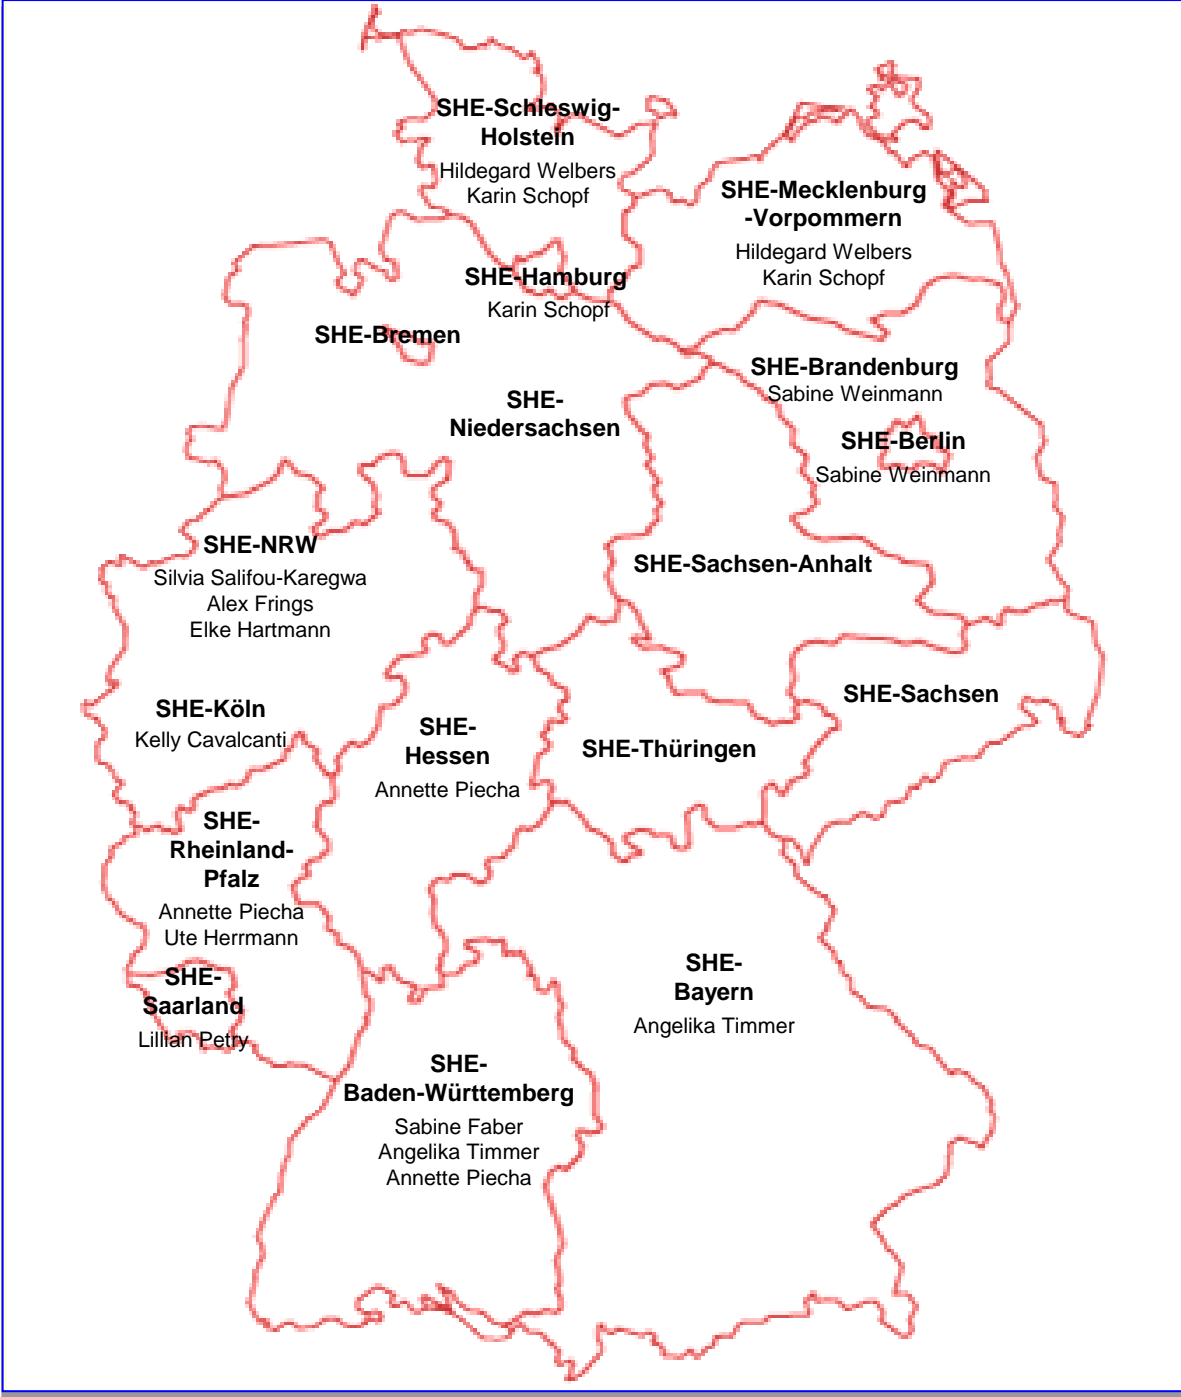 SHE-Schleswig-
Holstein
Hildegard Welbers
Karin Schopf
SHE-Mecklenburg
-Vorpommern
Hildegard Welbers
Karin Schopf
SHE-Hamburg
Karin Schopf
SHE-Bremen
SHE-
Niedersachsen
SHE-Brandenburg
Sabine Weinmann
SHE-Berlin
Sabine Weinmann
SHE-NRW
Silvia Salifou-Karegwa
Alex Frings
Elke Hartmann
SHE-Sachsen-Anhalt
SHE-Köln
Kelly Cavalcanti
SHE-
Hessen
Annette Piecha
SHE-Thüringen
SHE-Sachsen
SHE-
Rheinland-
Pfalz
Annette Piecha
Ute Herrmann
SHE-
Saarland
Lillian Petry
SHE-
Bayern
Angelika Timmer
SHE-
Baden-Württemberg
Sabine Faber
Angelika Timmer
Annette Piecha